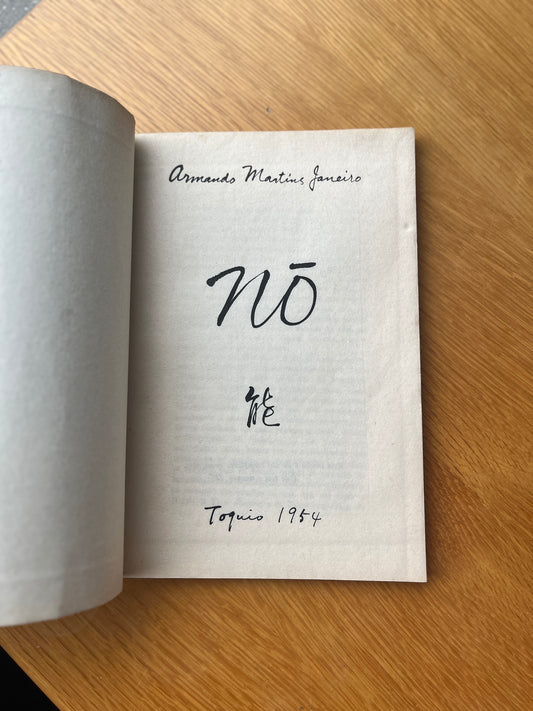 Armando Martins Janeiro
Nō
能
Toquio 1954